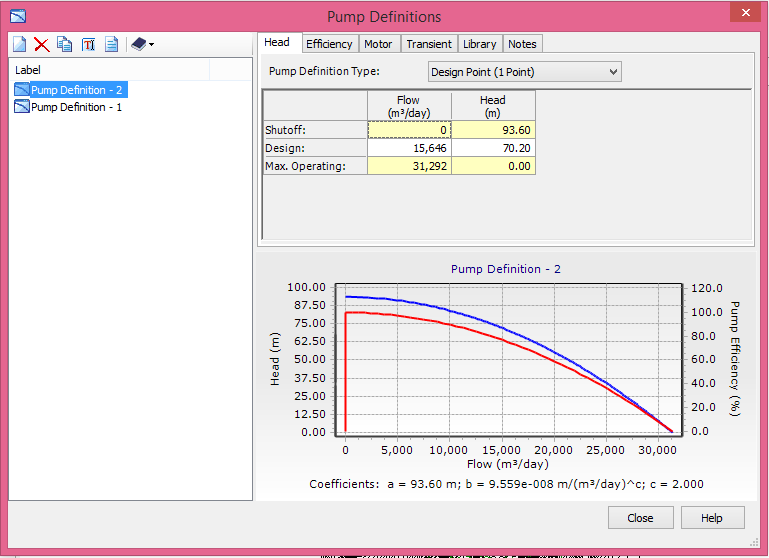 Pump Definitions
Label
Pump Definition - 2
Pump Definition - 1
Head Efficiency Motor Transient Library Notes
Pump Definition Type: Design Point (1 Point)
Flow (m³/day) Head (m)
Shutoff: 0 93.60
Design: 15,646 70.20
Max. Operating: 31,292 0.00
Pump Definition - 2
100.00
87.50
75.00
62.50
50.00
37.50
25.00
12.50
0.00
Head (m)
120.0
100.0
80.0
60.0
40.0
20.0
0.0
Pump Efficiency (%)
0 5,000 10,000 15,000 20,000 25,000 30,000
Flow (m³/day)
Coefficients: a = 93.60 m; b = 9.559e-008 m/(m³/day)^c; c = 2.000
Close Help